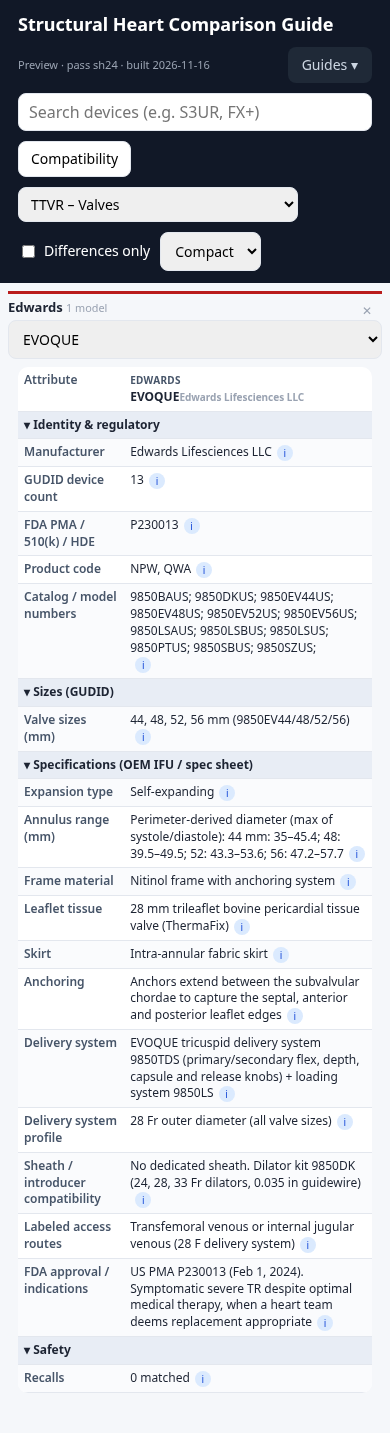 Structural Heart Comparison Guide
Preview · pass sh24 · built 2026-11-16
Guides ▾
Search devices (e.g. S3UR, FX+)
Compatibility
TTVR – Valves
Differences only
Compact
Edwards 1 model
×
EVOQUE
Attribute
EDWARDS
EVOQUEEdwards Lifesciences LLC
▾ Identity & regulatory
Manufacturer
Edwards Lifesciences LLC i
GUDID device
count
13 i
FDA PMA /
510(k) / HDE
P230013 i
Product code
NPW, QWA i
Catalog / model
numbers
9850BAUS; 9850DKUS; 9850EV44US;
9850EV48US; 9850EV52US; 9850EV56US;
9850LSAUS; 9850LSBUS; 9850LSUS;
9850PTUS; 9850SBUS; 9850SZUS;
i
▾ Sizes (GUDID)
Valve sizes
(mm)
44, 48, 52, 56 mm (9850EV44/48/52/56)
i
▾ Specifications (OEM IFU / spec sheet)
Expansion type
Self-expanding i
Annulus range
(mm)
Perimeter-derived diameter (max of
systole/diastole): 44 mm: 35–45.4; 48:
39.5–49.5; 52: 43.3–53.6; 56: 47.2–57.7 i
Frame material
Nitinol frame with anchoring system i
Leaflet tissue
28 mm trileaflet bovine pericardial tissue
valve (ThermaFix) i
Skirt
Intra-annular fabric skirt i
Anchoring
Anchors extend between the subvalvular
chordae to capture the septal, anterior
and posterior leaflet edges i
Delivery system
EVOQUE tricuspid delivery system
9850TDS (primary/secondary flex, depth,
capsule and release knobs) + loading
system 9850LS i
Delivery system
profile
28 Fr outer diameter (all valve sizes) i
Sheath /
introducer
compatibility
No dedicated sheath. Dilator kit 9850DK
(24, 28, 33 Fr dilators, 0.035 in guidewire)
i
Labeled access
routes
Transfemoral venous or internal jugular
venous (28 F delivery system) i
FDA approval /
indications
US PMA P230013 (Feb 1, 2024).
Symptomatic severe TR despite optimal
medical therapy, when a heart team
deems replacement appropriate i
▾ Safety
Recalls
0 matched i